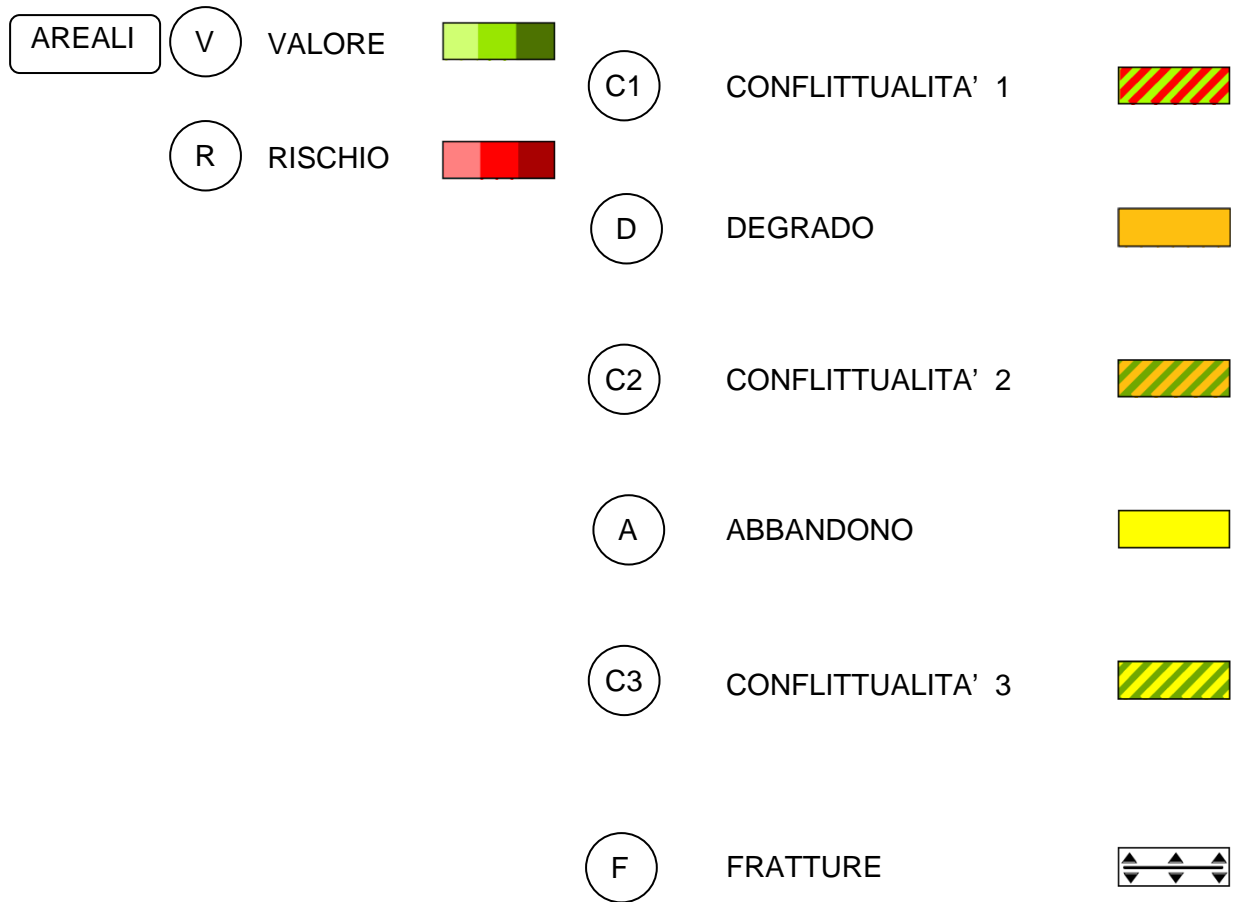 AREALI V VALORE
R RISCHIO
C1 CONFLITTUALITA’ 1
D DEGRADO
C2 CONFLITTUALITA’ 2
A ABBANDONO
C3 CONFLITTUALITA’ 3
F FRATTURE